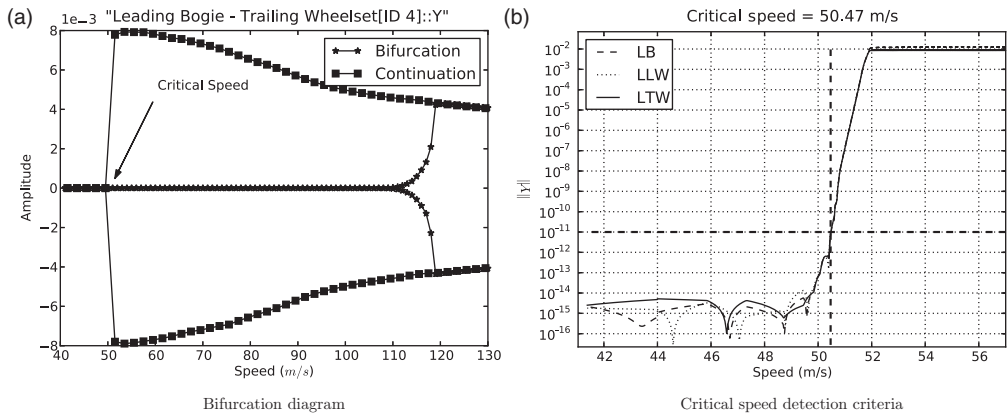 (a)
"Leading Bogie - Trailing Wheelset[ID 4]::Y"
1e−3
8
6
4
2
0
−2
−4
−6
−8
Amplitude
Bifurcation
Continuation
Critical Speed
40 50 60 70 80 90 100 110 120 130
Speed (m/s)
Bifurcation diagram
(b)
Critical speed = 50.47 m/s
LB
LLW
LTW
10⁻²
10⁻³
10⁻⁴
10⁻⁵
10⁻⁶
10⁻⁷
10⁻⁸
10⁻⁹
10⁻¹⁰
10⁻¹¹
10⁻¹²
10⁻¹³
10⁻¹⁴
10⁻¹⁵
10⁻¹⁶
‖Y‖
42 44 46 48 50 52 54 56
Speed (m/s)
Critical speed detection criteria